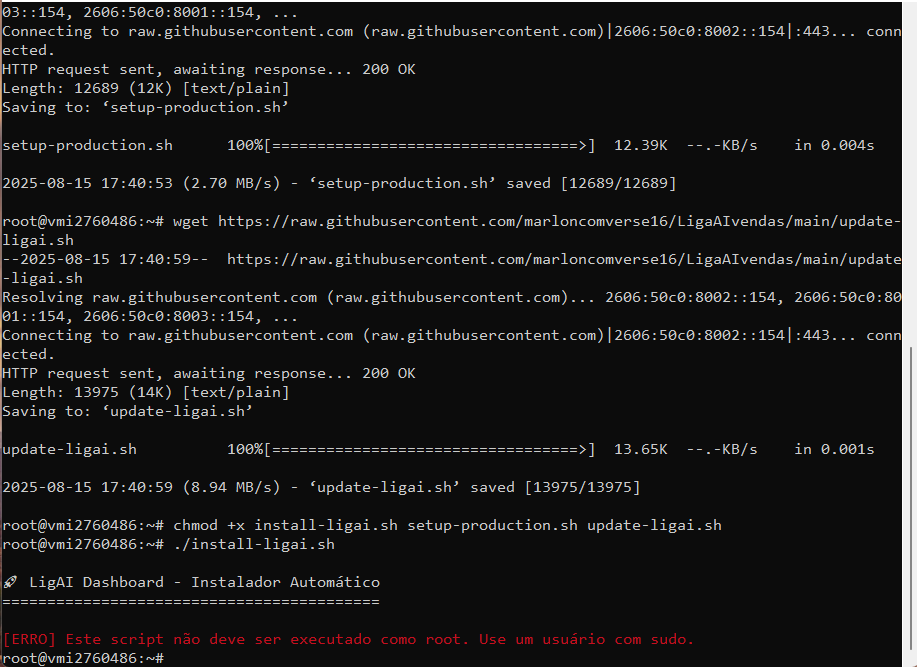 03::154, 2606:50c0:8001::154, ...
Connecting to raw.githubusercontent.com (raw.githubusercontent.com)|2606:50c0:8002::154|:443... conn
ected.
HTTP request sent, awaiting response... 200 OK
Length: 12689 (12K) [text/plain]
Saving to: ‘setup-production.sh’
setup-production.sh      100%[==================================>]  12.39K  --.-KB/s    in 0.004s
2025-08-15 17:40:53 (2.70 MB/s) - ‘setup-production.sh’ saved [12689/12689]
root@vmi2760486:~# wget https://raw.githubusercontent.com/marloncomverse16/LigaAIvendas/main/update-
ligai.sh
--2025-08-15 17:40:59--  https://raw.githubusercontent.com/marloncomverse16/LigaAIvendas/main/update
-ligai.sh
Resolving raw.githubusercontent.com (raw.githubusercontent.com)... 2606:50c0:8002::154, 2606:50c0:80
01::154, 2606:50c0:8003::154, ...
Connecting to raw.githubusercontent.com (raw.githubusercontent.com)|2606:50c0:8002::154|:443... conn
ected.
HTTP request sent, awaiting response... 200 OK
Length: 13975 (14K) [text/plain]
Saving to: ‘update-ligai.sh’
update-ligai.sh          100%[==================================>]  13.65K  --.-KB/s    in 0.001s
2025-08-15 17:40:59 (8.94 MB/s) - ‘update-ligai.sh’ saved [13975/13975]
root@vmi2760486:~# chmod +x install-ligai.sh setup-production.sh update-ligai.sh
root@vmi2760486:~# ./install-ligai.sh
🚀 LigAI Dashboard - Instalador Automático
==========================================
[ERRO] Este script não deve ser executado como root. Use um usuário com sudo.
root@vmi2760486:~#